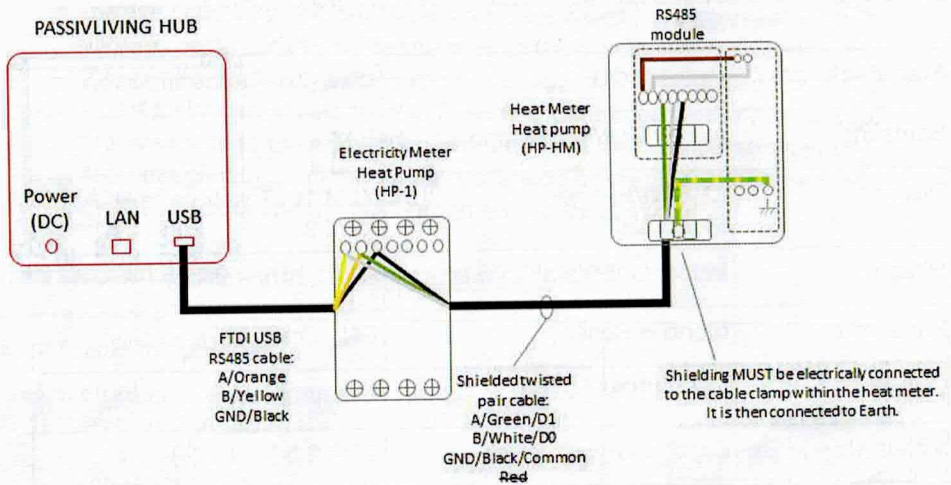 PASSIVLIVING HUB
Power
(DC)
LAN
USB
FTDI USB
RS485 cable:
A/Orange
B/Yellow
GND/Black
Electricity Meter
Heat Pump
(HP-1)
Shielded twisted
pair cable:
A/Green/D1
B/White/D0
GND/Black/Common
Red
Heat Meter
Heat pump
(HP-HM)
RS485
module
Shielding MUST be electrically connected
to the cable clamp within the heat meter.
It is then connected to Earth.